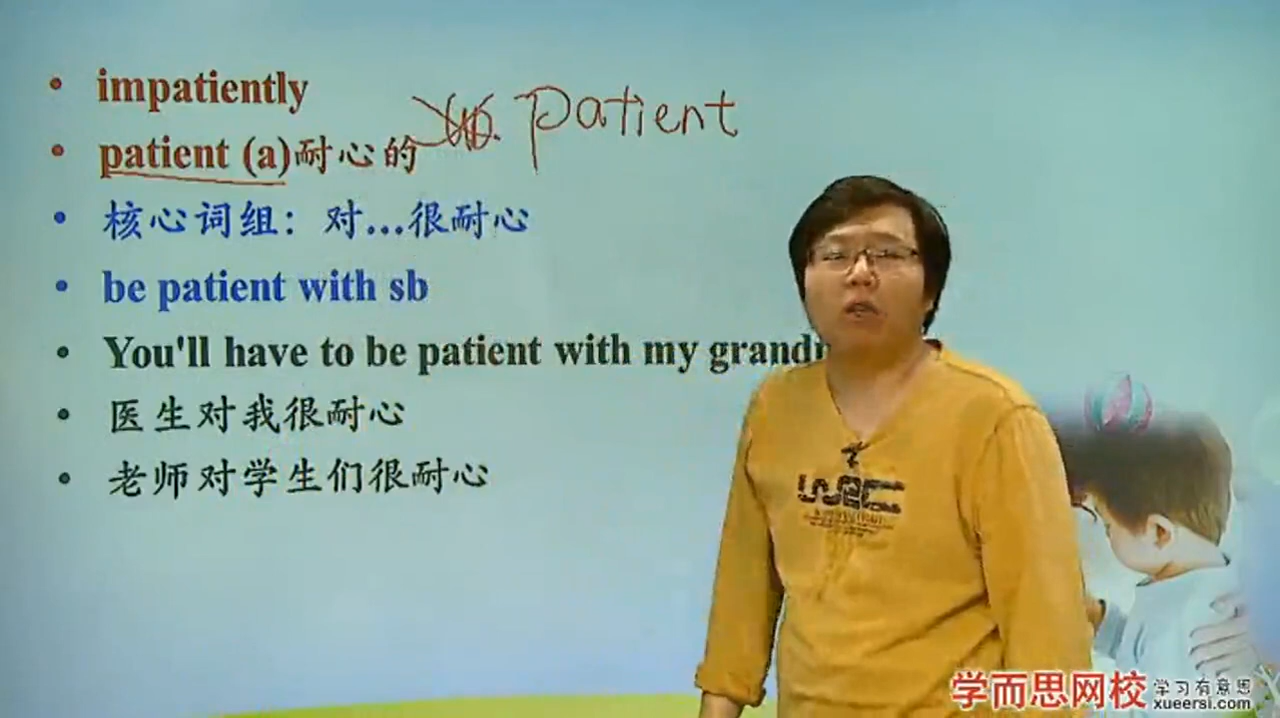 impatiently
patient
patient (a)耐心的
核心词组：对...很耐心
be patient with sb
You'll have to be patient with my
医生对我很耐心
老师对学生们很耐心
WRC
学而思网校
学习有意思
xueersi.com